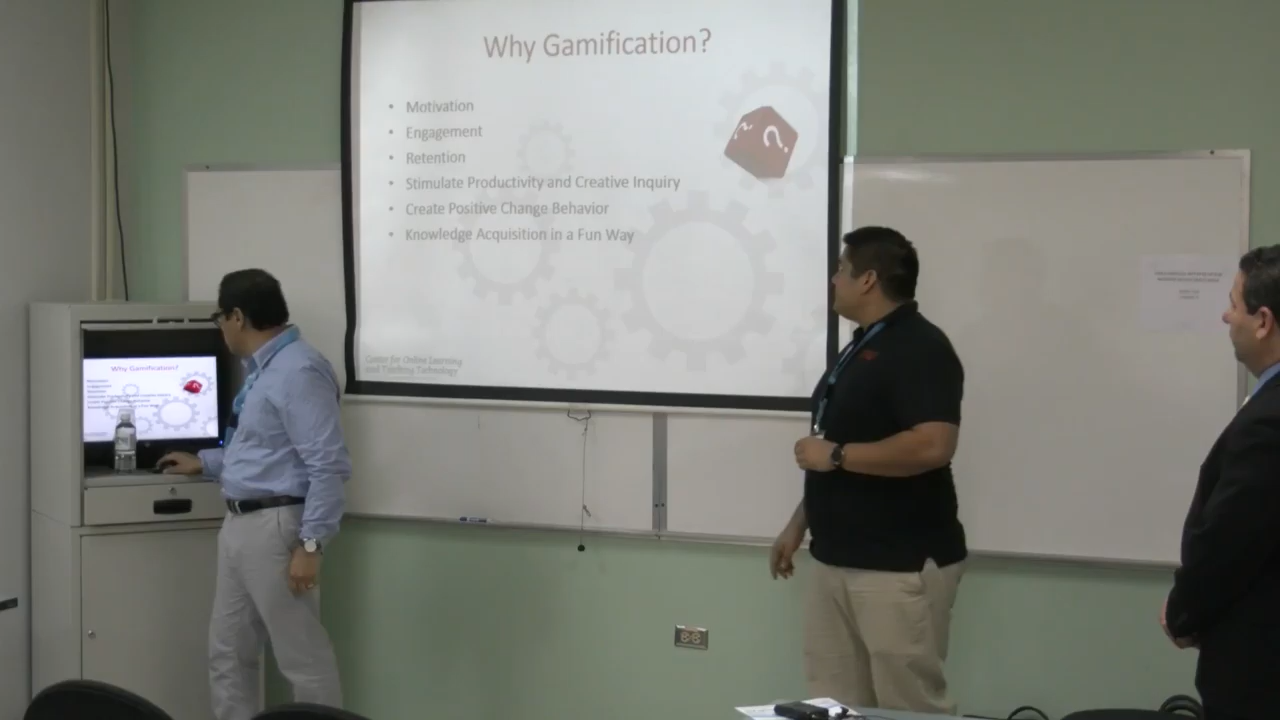 Why Gamification?
• Motivation
• Engagement
• Retention
• Stimulate Productivity and Creative Inquiry
• Create Positive Change Behavior
• Knowledge Acquisition in a Fun Way
Center for Online Learning
and Teaching Technology
? ?
Why Gamification?